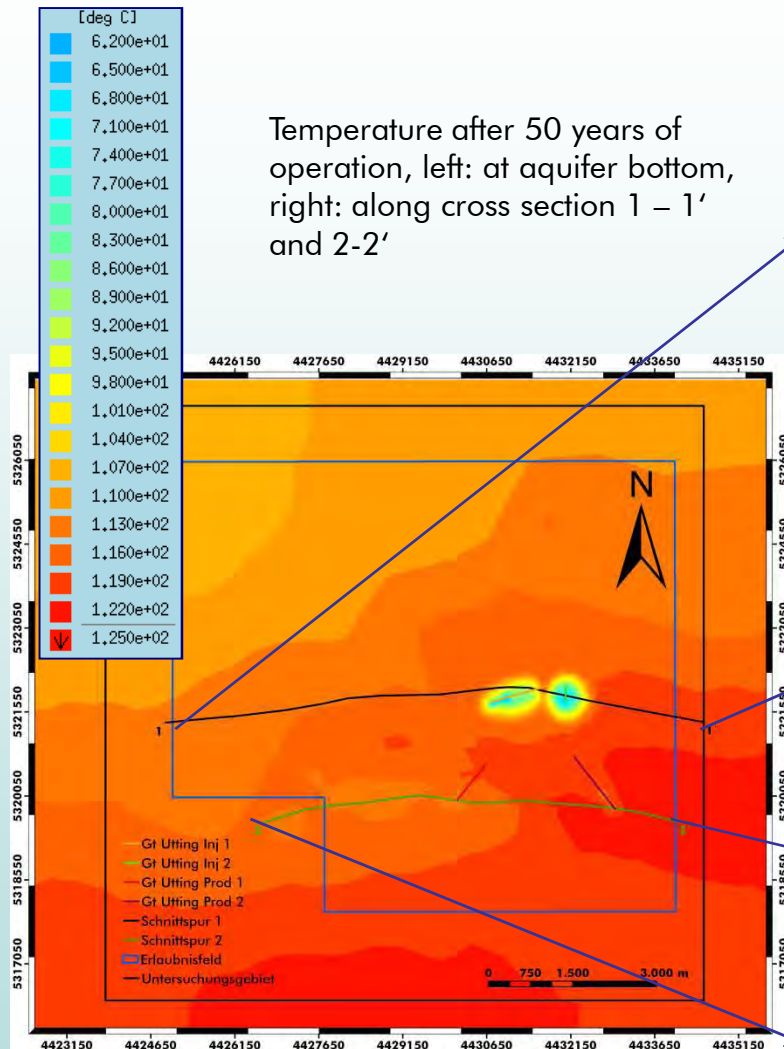 [deg C]
6.200e+01
6.500e+01
6.800e+01
7.100e+01
7.400e+01
7.700e+01
8.000e+01
8.300e+01
8.600e+01
8.900e+01
9.200e+01
9.500e+01
9.800e+01
1.010e+02
1.040e+02
1.070e+02
1.100e+02
1.130e+02
1.160e+02
1.190e+02
1.220e+02
1.250e+02
Temperature after 50 years of
operation, left: at aquifer bottom,
right: along cross section 1 – 1‘
and 2-2‘
4426150 4427650 4429150 4430650 4432150 4433650 4435150
5326050
5324550
5323050
5321550
5320050
5318550
5317050
5326050
5324550
5323050
5321550
5320050
5318550
5317050
N
1
1'
Gt Utting Inj 1
Gt Utting Inj 2
Gt Utting Prod 1
Gt Utting Prod 2
Schnittspur 1
Schnittspur 2
Erlaubnisfeld
Untersuchungsgebiet
0 750 1.500 3.000 m
4423150 4424650 4426150 4427650 4429150 4430650 4432150 4433650 4435150